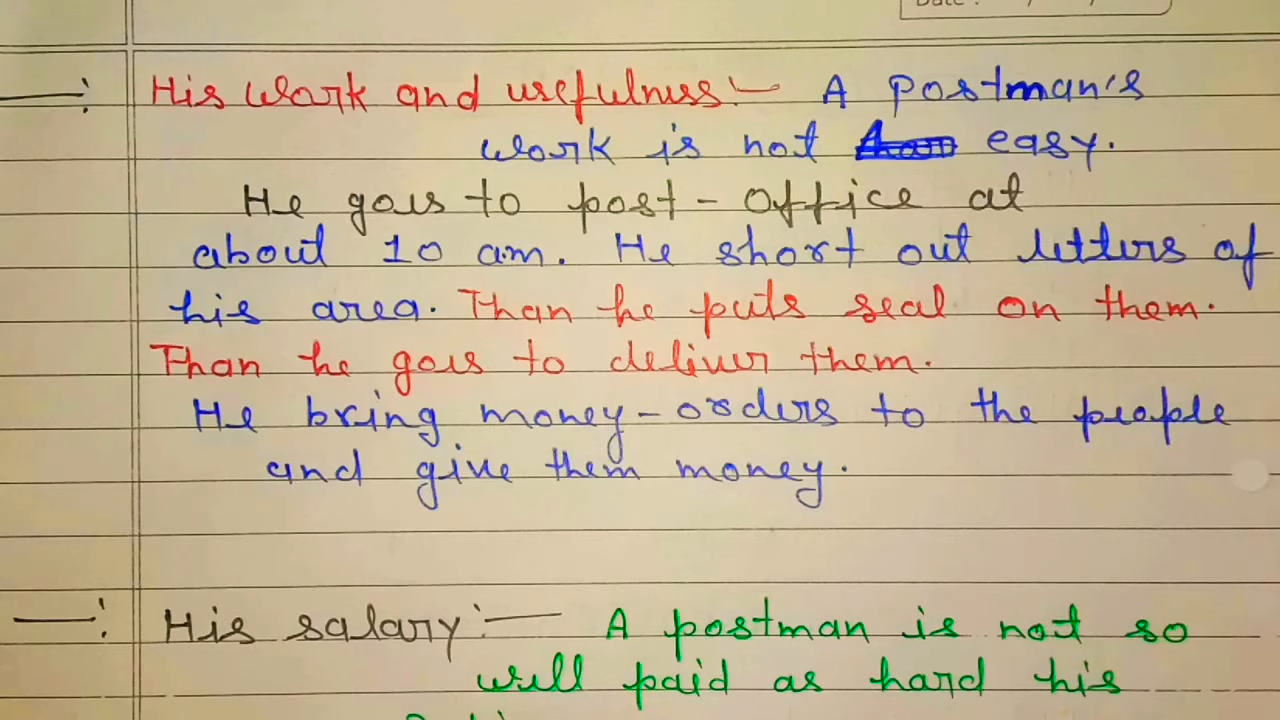 Date :
His work and usefulness:- A postman's
work is not easy.
He goes to post-office at
about 10 a.m. He short out letters of
his area. Than he puts seal on them.
Than he goes to deliver them.
He bring money-orders to the people
and give them money.
His salary:- A postman is not so
will paid as hard his